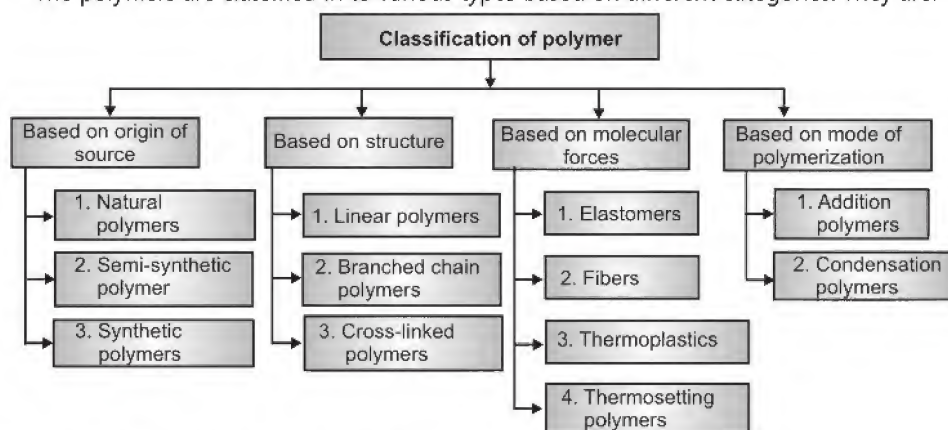 Classification of polymer
Based on origin of
source
1. Natural
polymers
2. Semi-synthetic
polymer
3. Synthetic
polymers
Based on structure
1. Linear polymers
2. Branched chain
polymers
3. Cross-linked
polymers
Based on molecular
forces
1. Elastomers
2. Fibers
3. Thermoplastics
4. Thermosetting
polymers
Based on mode of
polymerization
1. Addition
polymers
2. Condensation
polymers